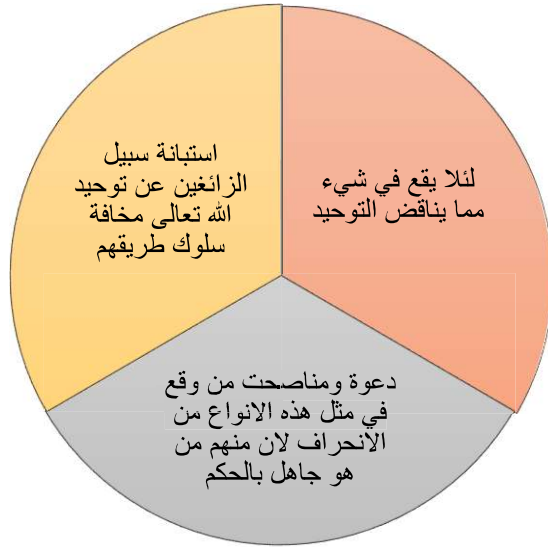 لئلا يقع في شيء
مما يناقض التوحيد
استبانة سبيل
الزائغين عن توحيد
الله تعالى مخافة
سلوك طريقهم
دعوة ومناصحت من وقع
في مثل هذه الانواع من
الانحراف لان منهم من
هو جاهل بالحكم